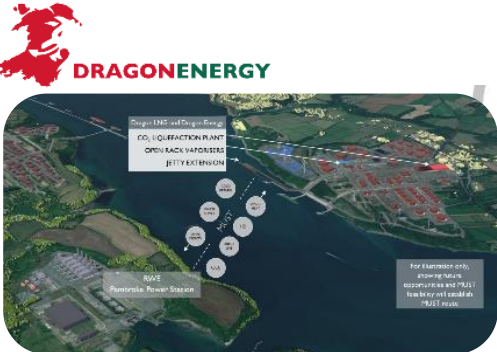 DRAGONENERGY
Dragon LNG and Dragon Energy
CO₂ LIQUEFACTION PLANT
OPEN RACK VAPORISERS
JETTY EXTENSION
MUST
RWE
Pembroke Power Station
For illustration only,
showing future
opportunities and MUST
feasibility will establish
MUST route